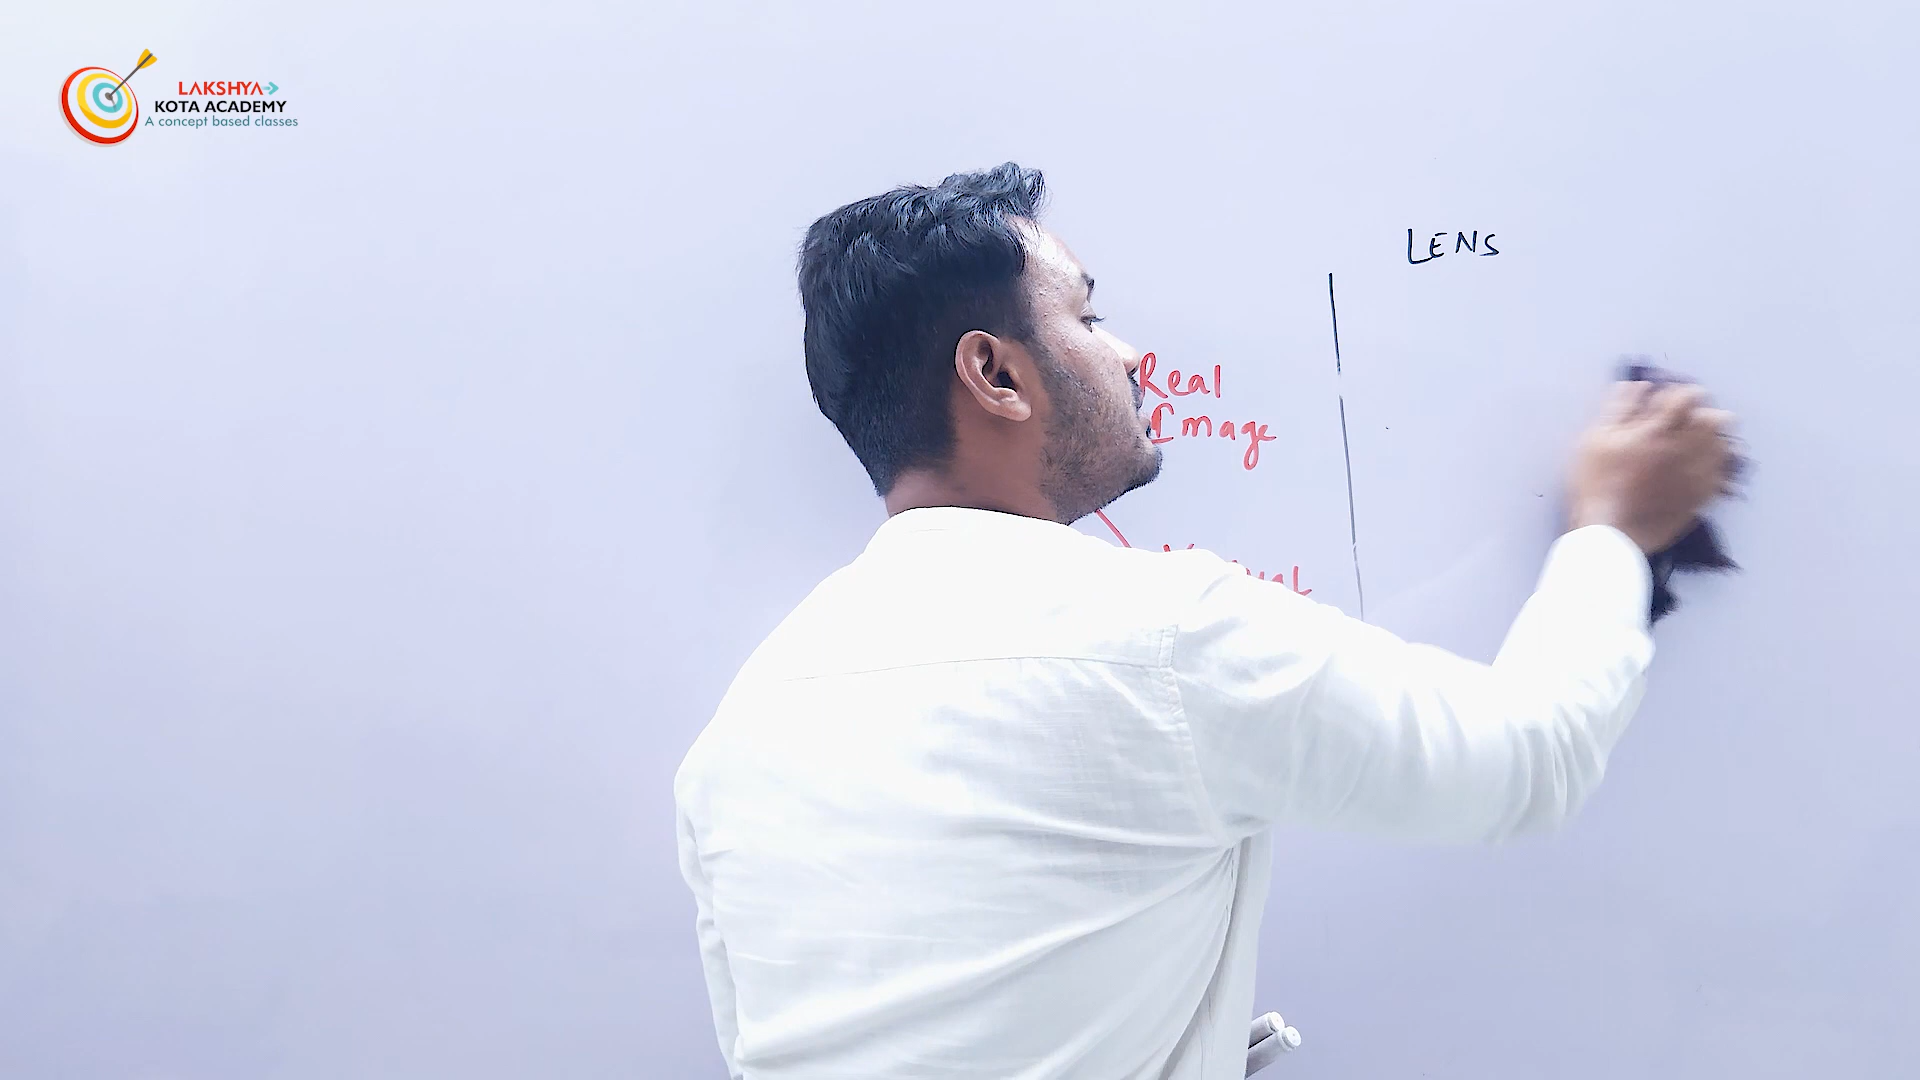 LAKSHYA
KOTA ACADEMY
A concept based classes
LENS
Real
Image